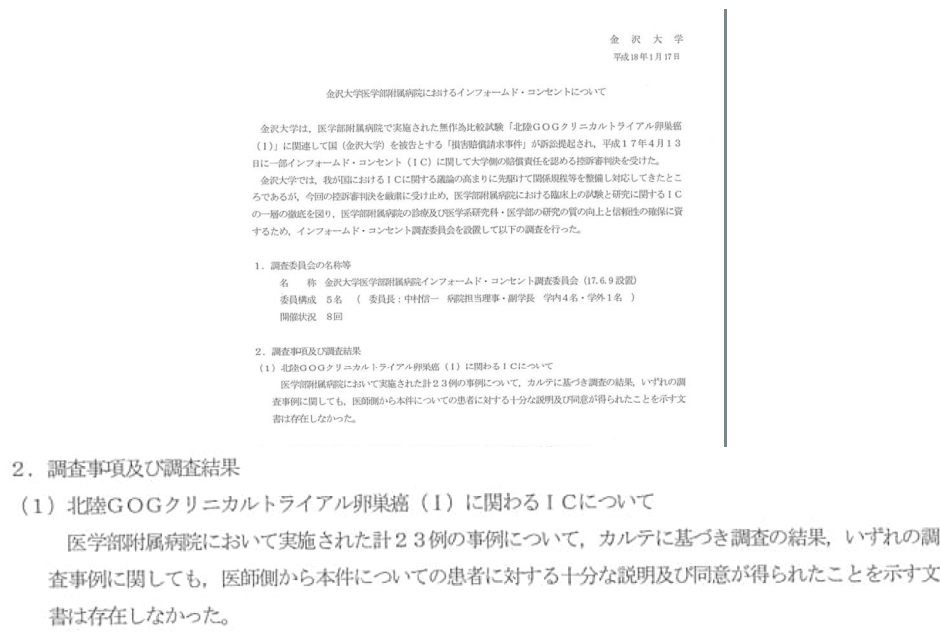 金沢大学
平成18年1月17日
金沢大学医学部附属病院におけるインフォームド・コンセントについて
金沢大学は，医学部附属病院で実施された無作為比較試験「北陸GOGクリニカルトライアル卵巣癌
（Ⅰ）」に関連して国（金沢大学）を被告とする「損害賠償請求事件」が訴訟提起され，平成17年4月13
日に一部インフォームド・コンセント（IC）に関して大学側の賠償責任を認める控訴審判決を受けた。
金沢大学では，我が国におけるICに関する議論の高まりに先駆けて関係規程等を整備し対応してきたとこ
ろであるが，今回の控訴審判決を厳粛に受け止め，医学部附属病院における臨床上の試験と研究に関するIC
の一層の徹底を図り，医学部附属病院の診療及び医学系研究科・医学部の研究の質の向上と信頼性の確保に資
するため，インフォームド・コンセント調査委員会を設置して以下の調査を行った。
１．調査委員会の名称等
名　　称　金沢大学医学部附属病院インフォームド・コンセント調査委員会（17.6.9設置）
委員構成　５名　（　委員長：中村信一　病院担当理事・副学長　学内４名・学外１名　）
開催状況　８回
２．調査事項及び調査結果
（１）北陸GOGクリニカルトライアル卵巣癌（Ⅰ）に関わるICについて
医学部附属病院において実施された計２３例の事例について，カルテに基づき調査の結果，いずれの調
査事例に関しても，医師側から本件についての患者に対する十分な説明及び同意が得られたことを示す文
書は存在しなかった。
２．調査事項及び調査結果
（１）北陸GOGクリニカルトライアル卵巣癌（Ⅰ）に関わるICについて
医学部附属病院において実施された計２３例の事例について，カルテに基づき調査の結果，いずれの調
査事例に関しても，医師側から本件についての患者に対する十分な説明及び同意が得られたことを示す文
書は存在しなかった。